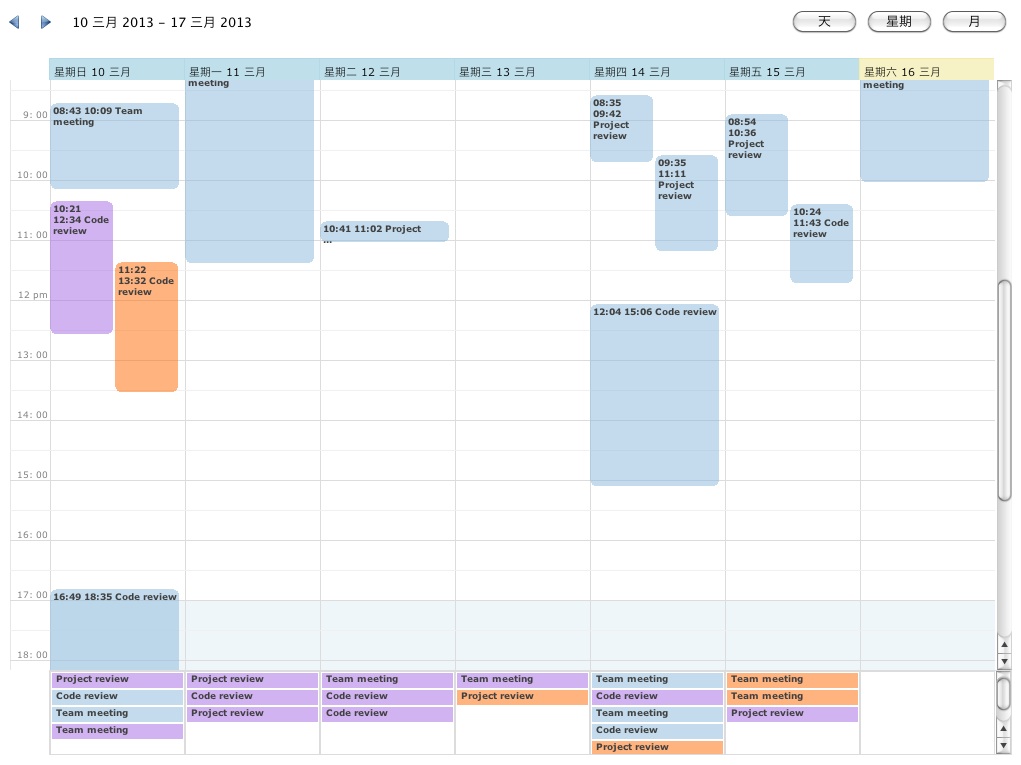 10 三月 2013 – 17 三月 2013
天
星期
月
星期日 10 三月
星期一 11 三月
星期二 12 三月
星期三 13 三月
星期四 14 三月
星期五 15 三月
星期六 16 三月
9: 00
10: 00
11: 00
12 pm
13: 00
14: 00
15: 00
16: 00
17: 00
18: 00
08:43 10:09 Team
meeting
10:21
12:34 Code
review
11:22
13:32 Code
review
16:49 18:35 Code review
meeting
10:41 11:02 Project
...
08:35
09:42
Project
review
09:35
11:11
Project
review
12:04 15:06 Code review
08:54
10:36
Project
review
10:24
11:43 Code
review
meeting
Project review
Code review
Team meeting
Team meeting
Project review
Code review
Project review
Team meeting
Code review
Code review
Team meeting
Project review
Team meeting
Code review
Team meeting
Code review
Project review
Team meeting
Team meeting
Project review